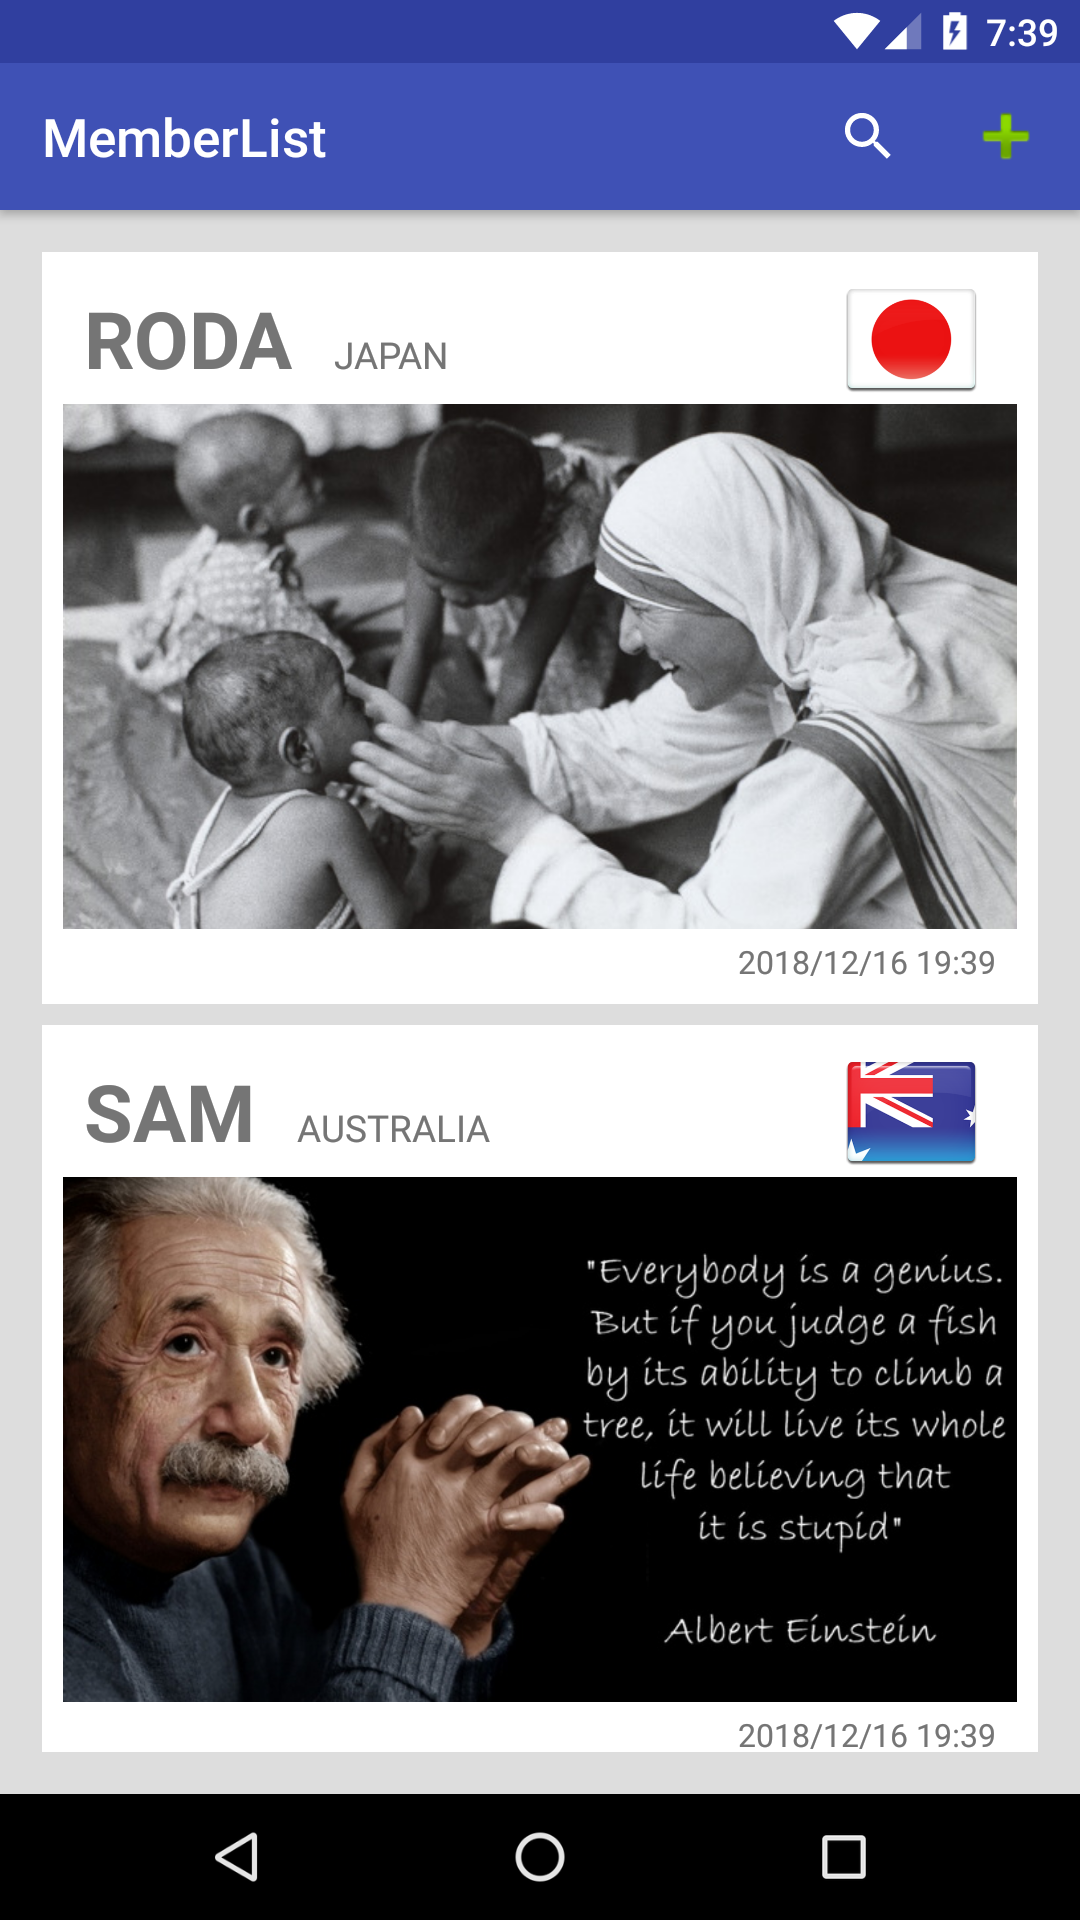 7:39
MemberList
RODA JAPAN
2018/12/16 19:39
SAM AUSTRALIA
"Everybody is a genius.
But if you judge a fish
by its ability to climb a
tree, it will live its whole
life believing that
it is stupid"
Albert Einstein
2018/12/16 19:39